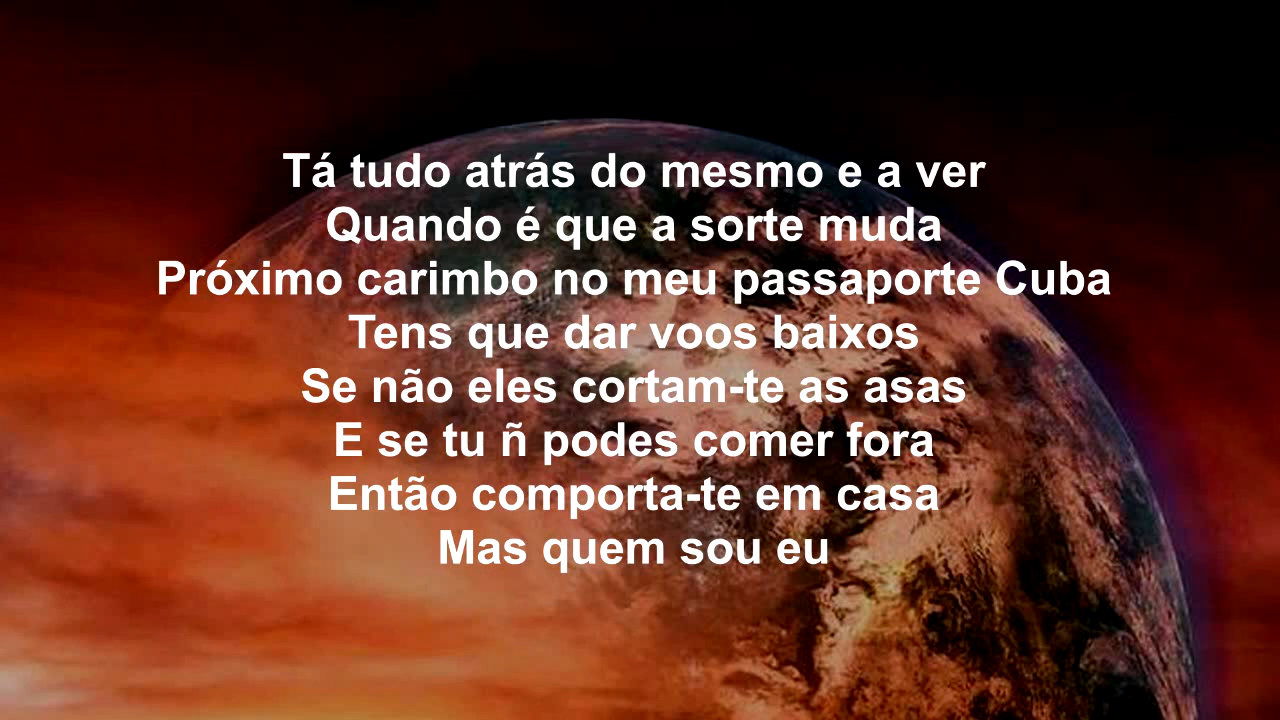 Tá tudo atrás do mesmo e a ver
Quando é que a sorte muda
Próximo carimbo no meu passaporte Cuba
Tens que dar voos baixos
Se não eles cortam-te as asas
E se tu ñ podes comer fora
Então comporta-te em casa
Mas quem sou eu